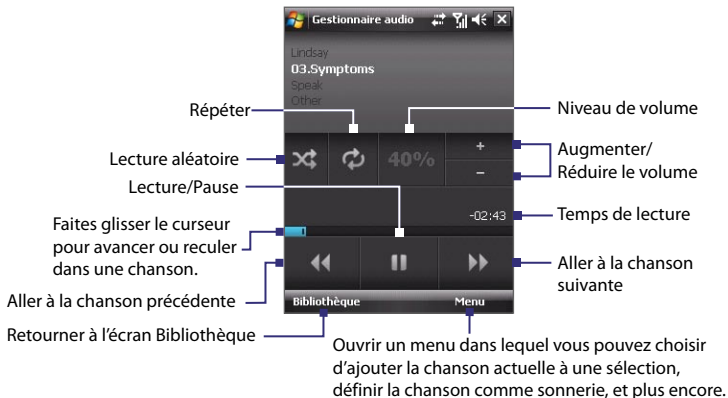 Gestionnaire audio
Lindsay
03.Symptoms
Speak
Other
Répéter
Niveau de volume
40%
+
−
Lecture aléatoire
Augmenter/
Réduire le volume
Lecture/Pause
-02:43
Temps de lecture
Faites glisser le curseur
pour avancer ou reculer
dans une chanson.
Aller à la chanson
suivante
Aller à la chanson précédente
Bibliothèque
Menu
Retourner à l’écran Bibliothèque
Ouvrir un menu dans lequel vous pouvez choisir
d’ajouter la chanson actuelle à une sélection,
définir la chanson comme sonnerie, et plus encore.